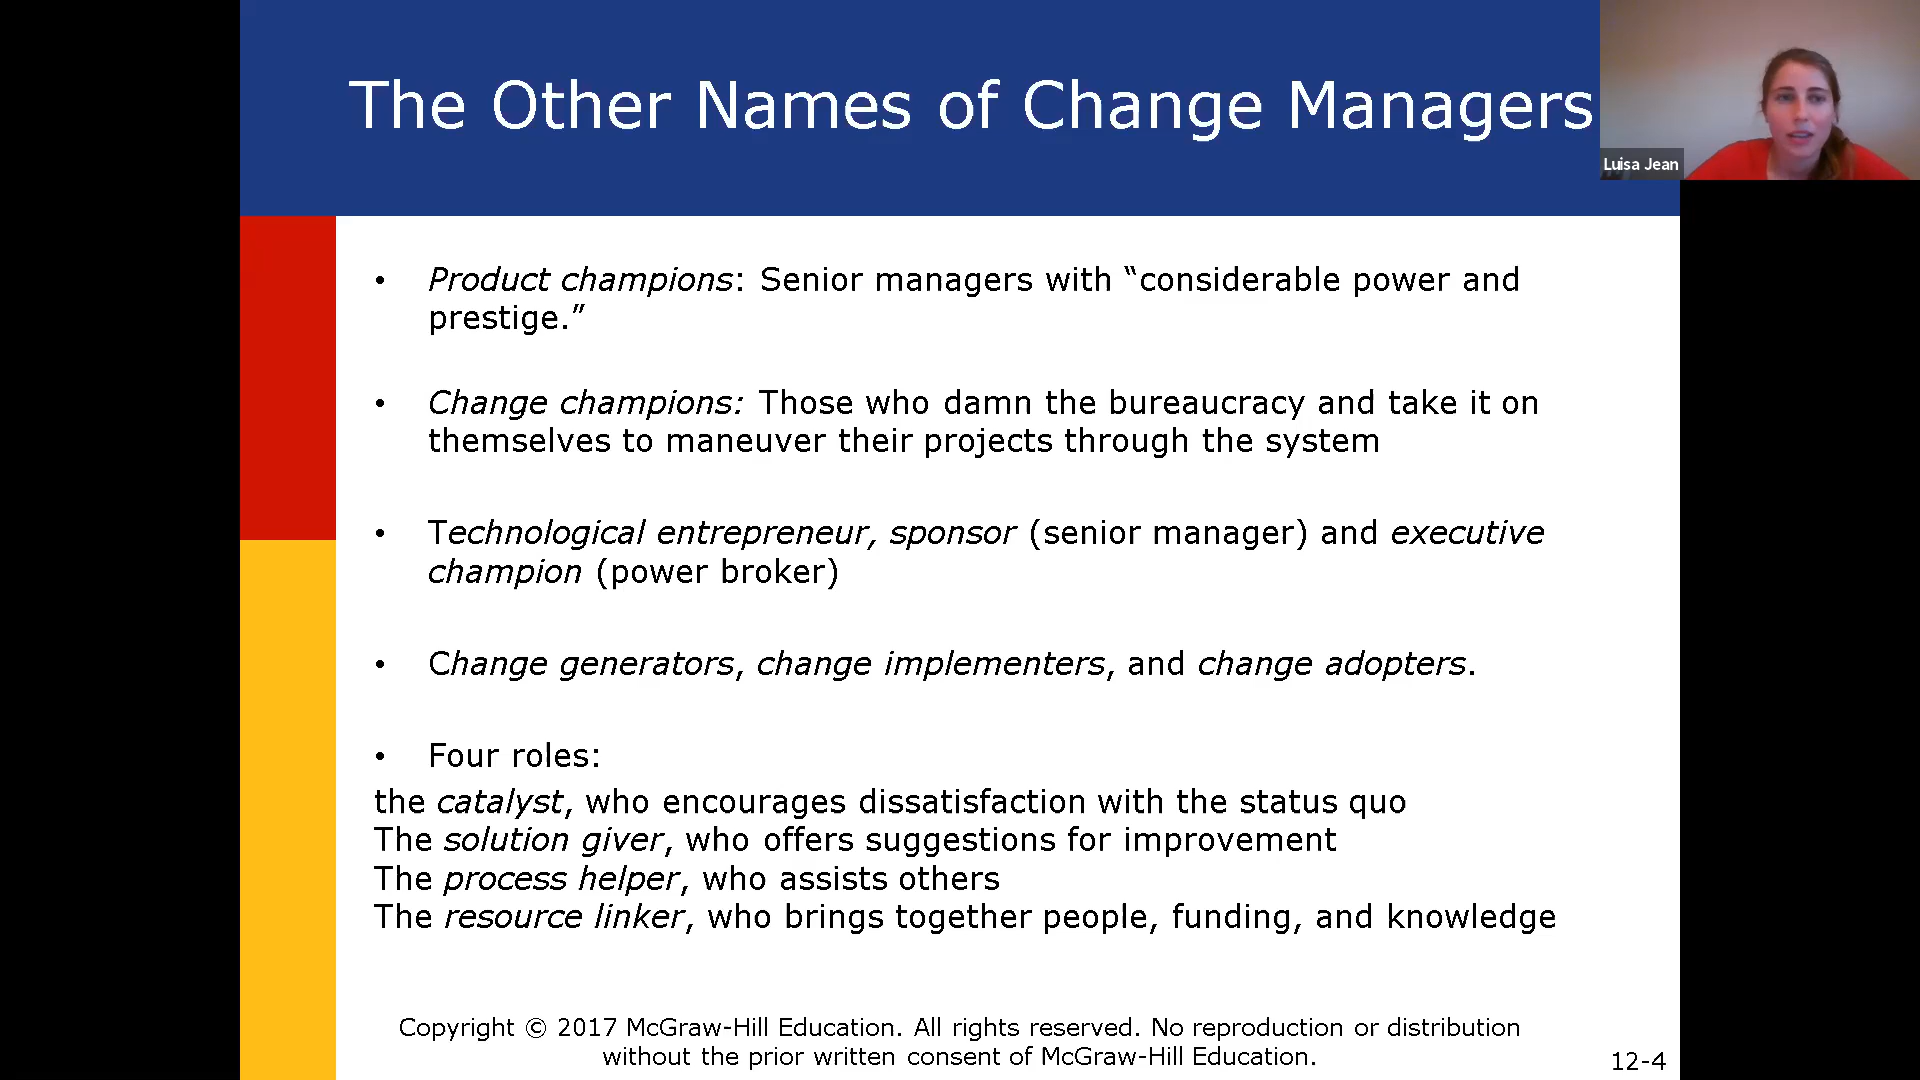 The Other Names of Change Managers
Luisa Jean
• Product champions: Senior managers with “considerable power and
prestige.”
• Change champions: Those who damn the bureaucracy and take it on
themselves to maneuver their projects through the system
• Technological entrepreneur, sponsor (senior manager) and executive
champion (power broker)
• Change generators, change implementers, and change adopters.
• Four roles:
the catalyst, who encourages dissatisfaction with the status quo
The solution giver, who offers suggestions for improvement
The process helper, who assists others
The resource linker, who brings together people, funding, and knowledge
Copyright © 2017 McGraw-Hill Education. All rights reserved. No reproduction or distribution
without the prior written consent of McGraw-Hill Education.
12-4